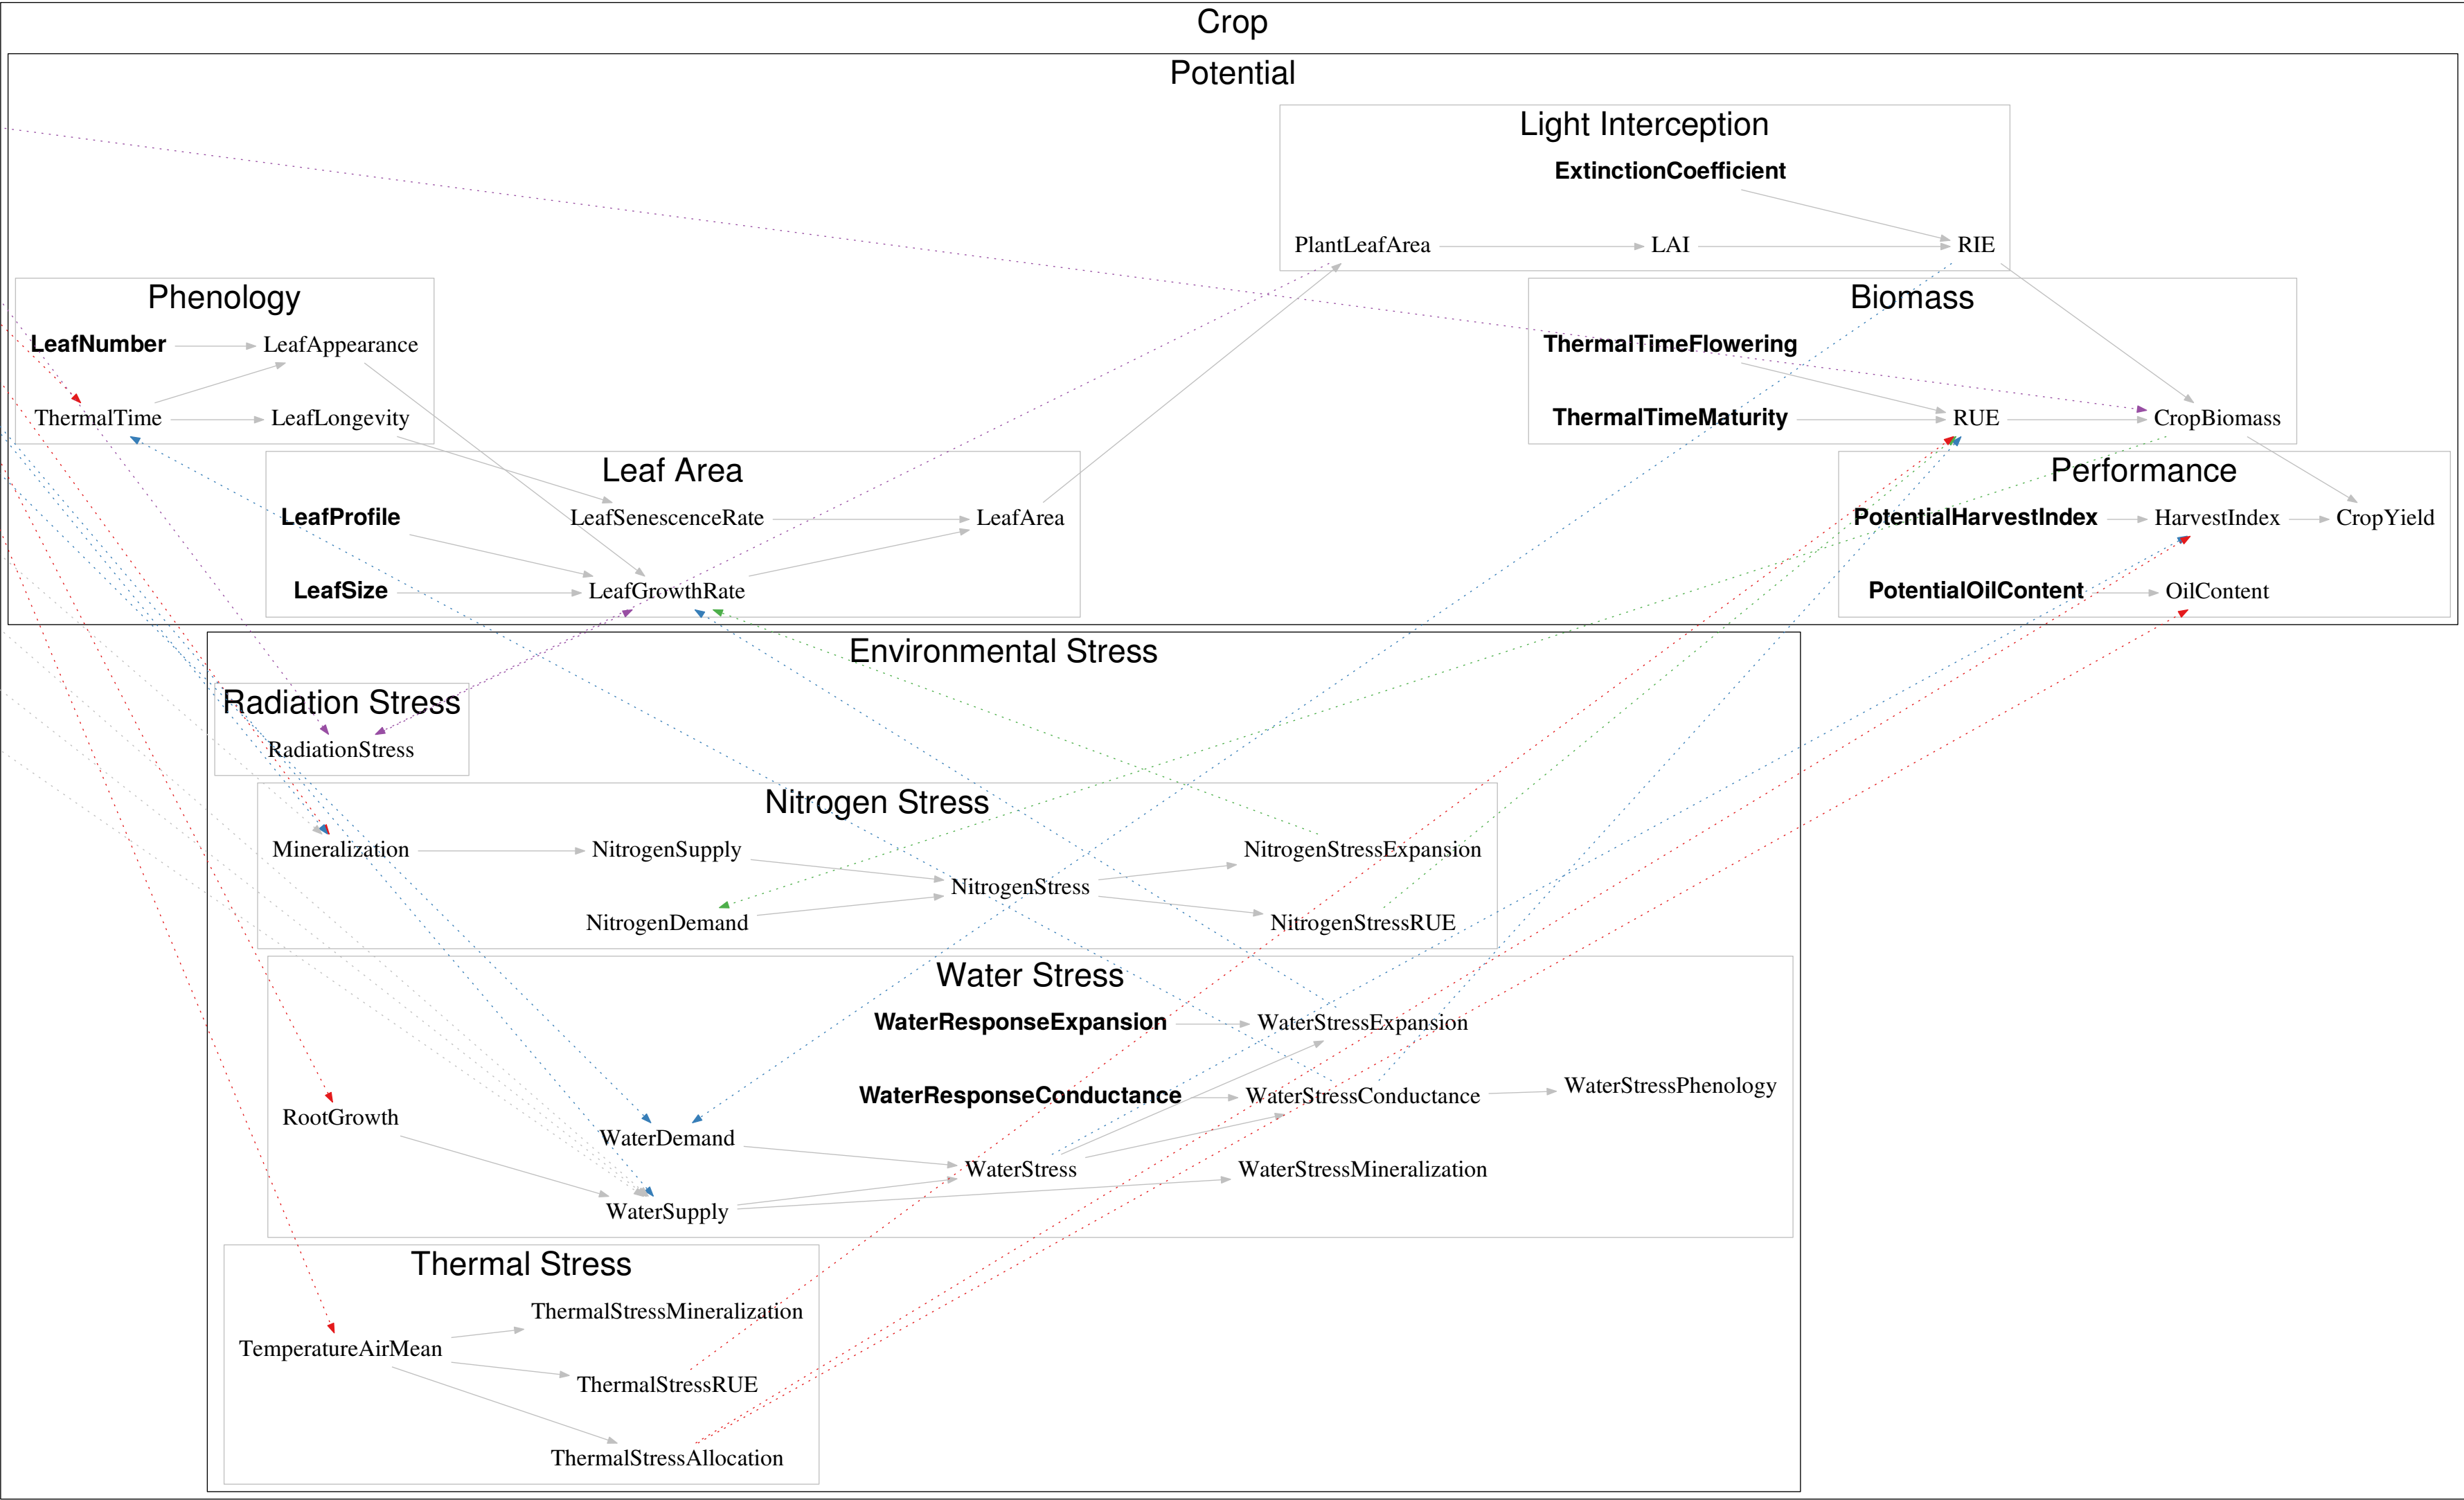 Crop
Potential
Light Interception
ExtinctionCoefficient
PlantLeafArea LAI RIE
Phenology
LeafNumber LeafAppearance
ThermalTime LeafLongevity
Biomass
ThermalTimeFlowering
ThermalTimeMaturity RUE CropBiomass
Leaf Area
LeafProfile LeafSenescenceRate LeafArea
LeafSize LeafGrowthRate
Performance
PotentialHarvestIndex HarvestIndex CropYield
PotentialOilContent OilContent
Environmental Stress
Radiation Stress
RadiationStress
Nitrogen Stress
Mineralization NitrogenSupply NitrogenStressExpansion
NitrogenStress
NitrogenDemand NitrogenStressRUE
Water Stress
WaterResponseExpansion WaterStressExpansion
WaterResponseConductance WaterStressConductance WaterStressPhenology
RootGrowth
WaterDemand
WaterStress WaterStressMineralization
WaterSupply
Thermal Stress
ThermalStressMineralization
TemperatureAirMean
ThermalStressRUE
ThermalStressAllocation